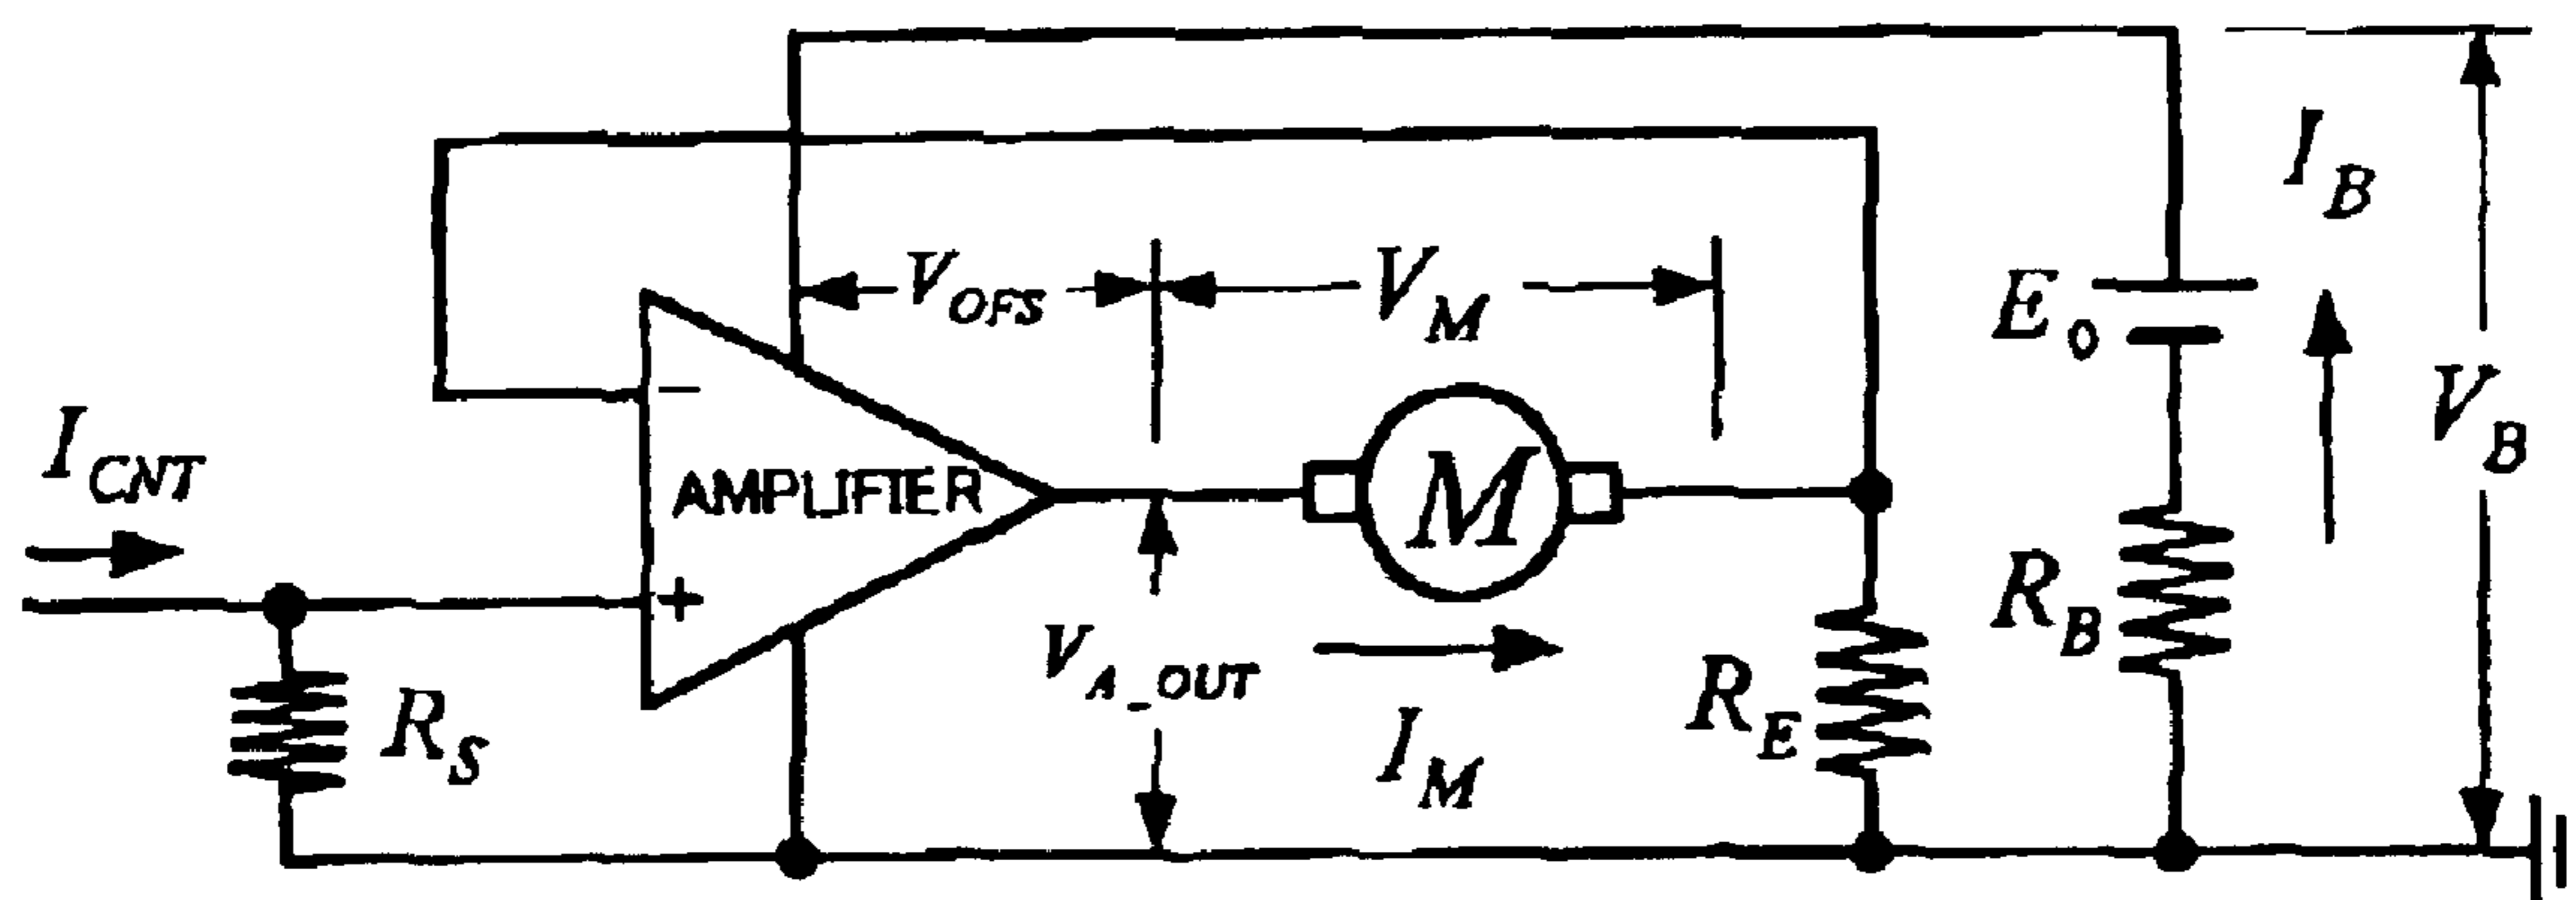 I_B
V_OFS
V_M
E_0
V_B
−
I_CNT
AMPLIFIER
M
+
R_B
V_A_OUT
R_S
R_E
I_M